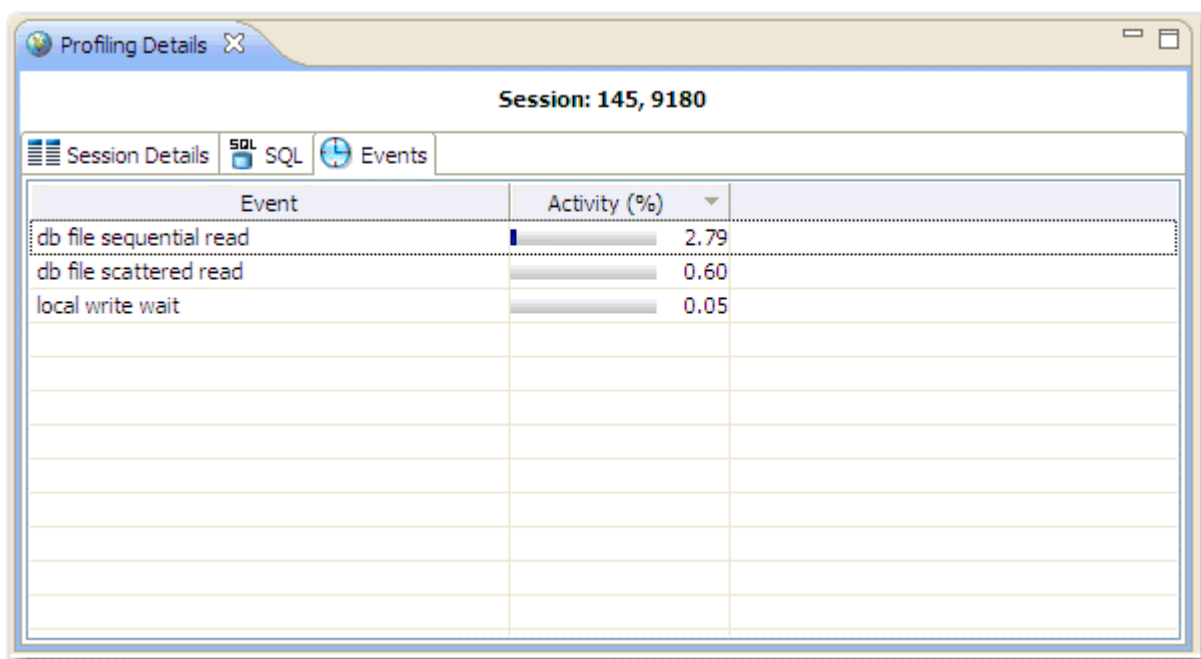 Profiling Details
Session: 145, 9180
Session Details SQL SQL Events
Event Activity (%)
db file sequential read 2.79
db file scattered read 0.60
local write wait 0.05